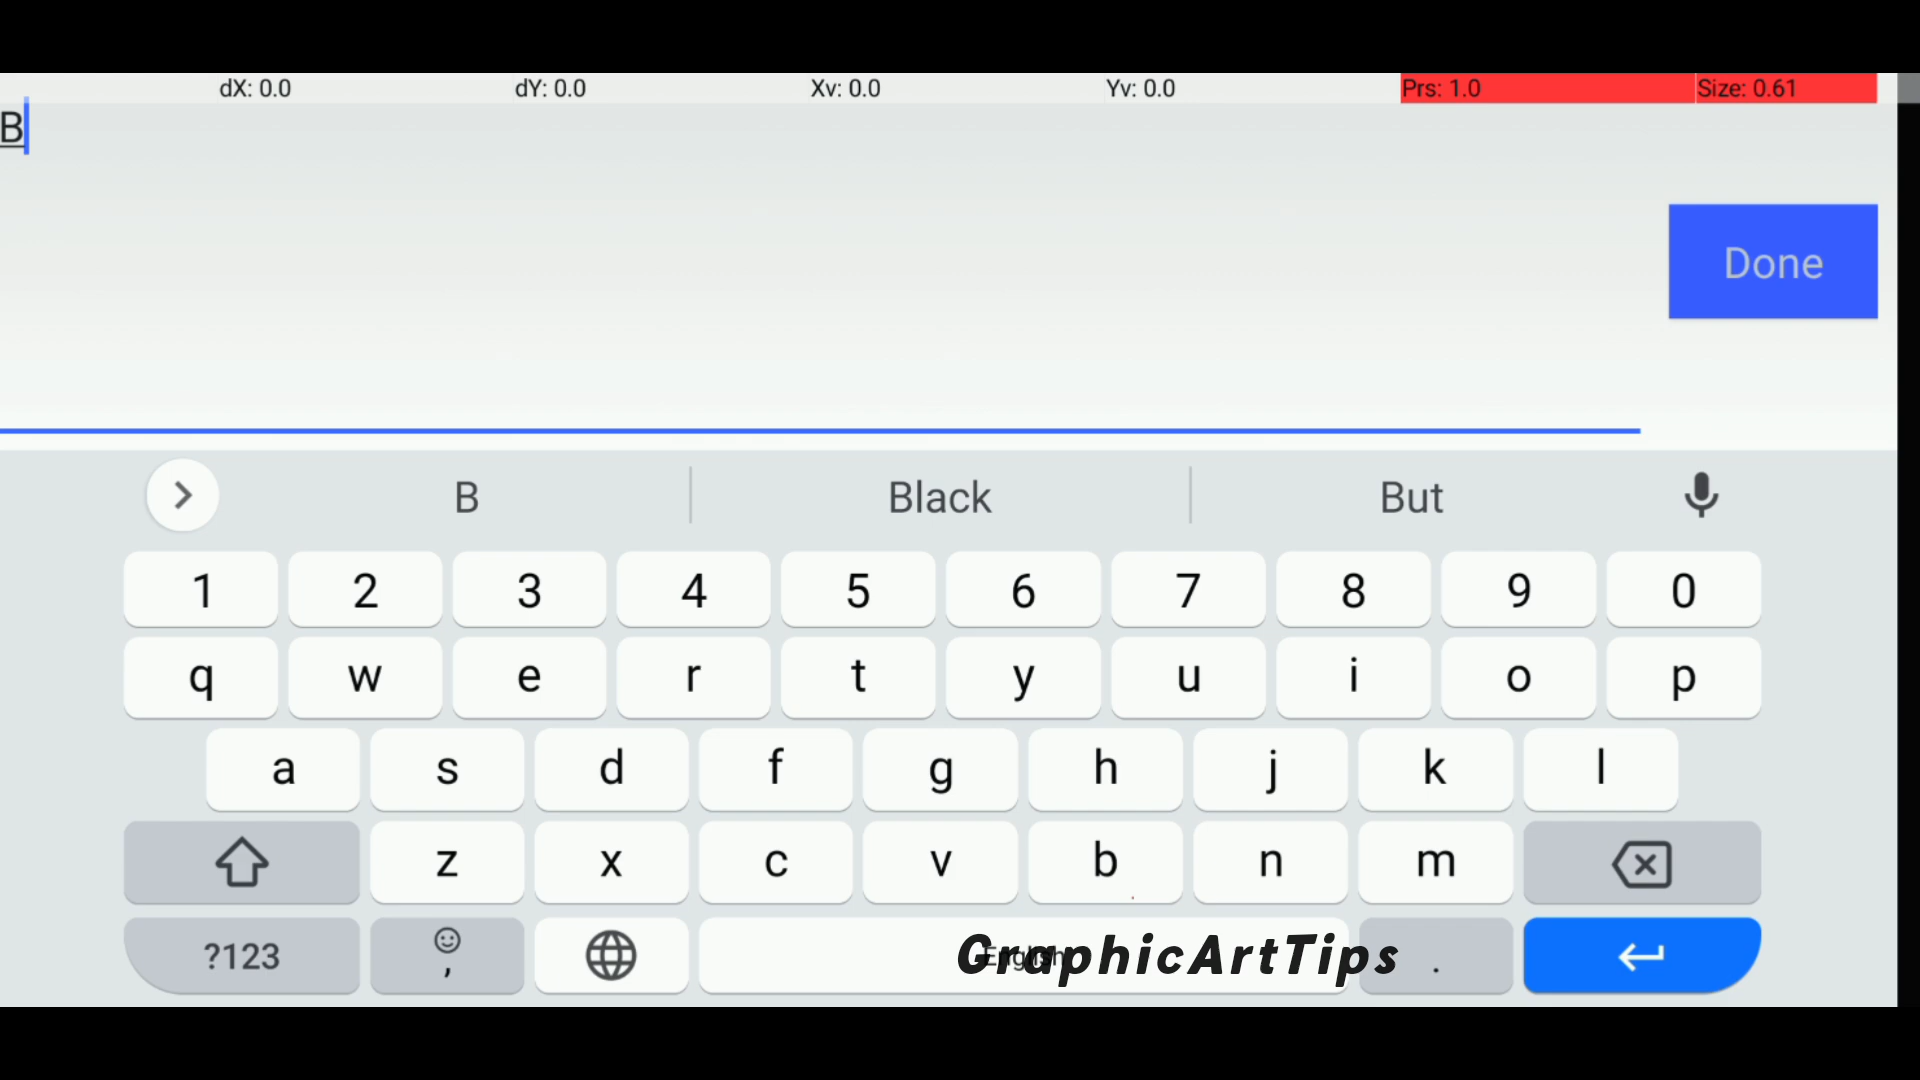 dX: 0.0 dY: 0.0 Xv: 0.0 Yv: 0.0 Prs: 1.0 Size: 0.61
B
Done
B Black But
1 2 3 4 5 6 7 8 9 0
q w e r t y u i o p
a s d f g h j k l
z x c v b n m
?123 , English .
GraphicArtTips